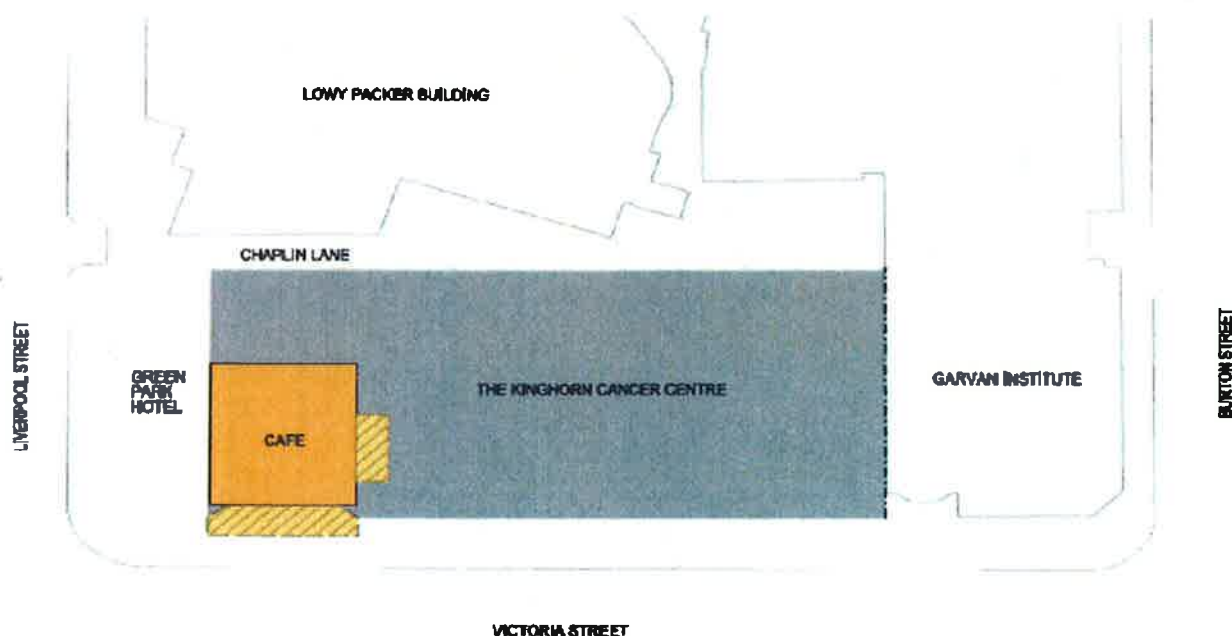 LOWY PACKER BUILDING
CHAPLIN LANE
LIVERPOOL STREET
GREEN
PARK
HOTEL
THE KINGHORN CANCER CENTRE
GARVAN INSTITUTE
BURTON STREET
CAFE
VICTORIA STREET